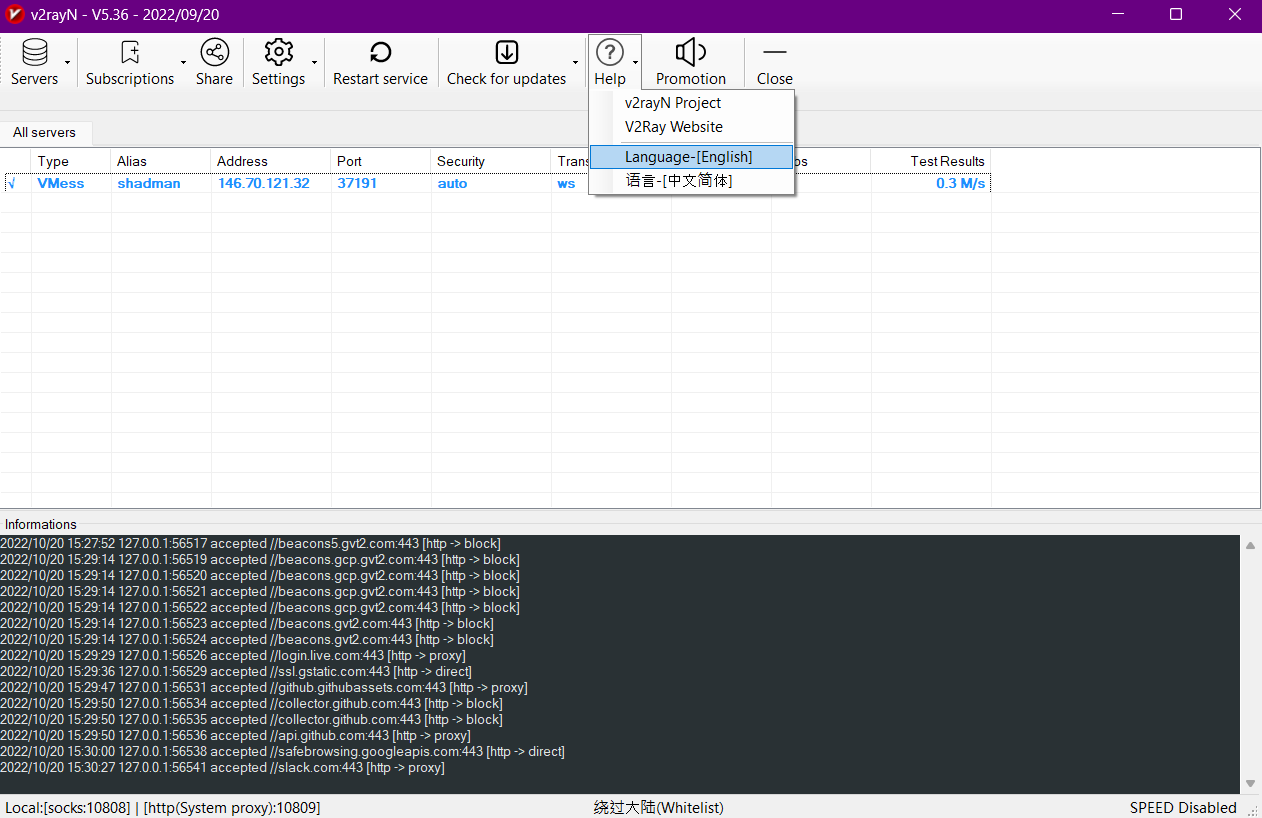 v2rayN - V5.36 - 2022/09/20
Servers Subscriptions Share Settings Restart service Check for updates Help Promotion Close
v2rayN Project
V2Ray Website
Language-[English]
语言-[中文简体]
All servers
Type Alias Address Port Security Trans Test Results
√ VMess shadman 146.70.121.32 37191 auto ws 0.3 M/s
Informations
2022/10/20 15:27:52 127.0.0.1:56517 accepted //beacons5.gvt2.com:443 [http -> block]
2022/10/20 15:29:14 127.0.0.1:56519 accepted //beacons.gcp.gvt2.com:443 [http -> block]
2022/10/20 15:29:14 127.0.0.1:56520 accepted //beacons.gcp.gvt2.com:443 [http -> block]
2022/10/20 15:29:14 127.0.0.1:56521 accepted //beacons.gcp.gvt2.com:443 [http -> block]
2022/10/20 15:29:14 127.0.0.1:56522 accepted //beacons.gcp.gvt2.com:443 [http -> block]
2022/10/20 15:29:14 127.0.0.1:56523 accepted //beacons.gvt2.com:443 [http -> block]
2022/10/20 15:29:14 127.0.0.1:56524 accepted //beacons.gvt2.com:443 [http -> block]
2022/10/20 15:29:29 127.0.0.1:56526 accepted //login.live.com:443 [http -> proxy]
2022/10/20 15:29:36 127.0.0.1:56529 accepted //ssl.gstatic.com:443 [http -> direct]
2022/10/20 15:29:47 127.0.0.1:56531 accepted //github.githubassets.com:443 [http -> proxy]
2022/10/20 15:29:50 127.0.0.1:56534 accepted //collector.github.com:443 [http -> block]
2022/10/20 15:29:50 127.0.0.1:56535 accepted //collector.github.com:443 [http -> block]
2022/10/20 15:29:50 127.0.0.1:56536 accepted //api.github.com:443 [http -> proxy]
2022/10/20 15:30:00 127.0.0.1:56538 accepted //safebrowsing.googleapis.com:443 [http -> direct]
2022/10/20 15:30:27 127.0.0.1:56541 accepted //slack.com:443 [http -> proxy]
Local:[socks:10808] | [http(System proxy):10809] 绕过大陆(Whitelist) SPEED Disabled